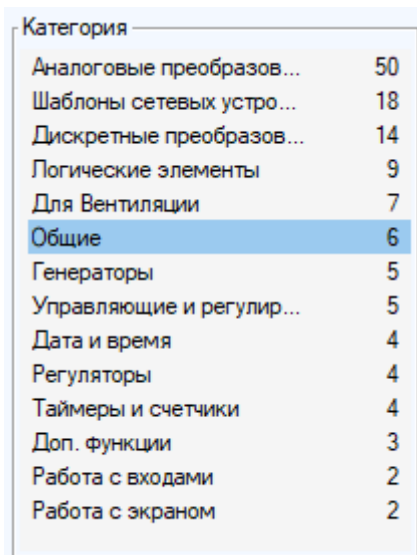 Категория
Аналоговые преобразов... 50
Шаблоны сетевых устро... 18
Дискретные преобразов... 14
Логические элементы 9
Для Вентиляции 7
Общие 6
Генераторы 5
Управляющие и регулир... 5
Дата и время 4
Регуляторы 4
Таймеры и счетчики 4
Доп. функции 3
Работа с входами 2
Работа с экраном 2